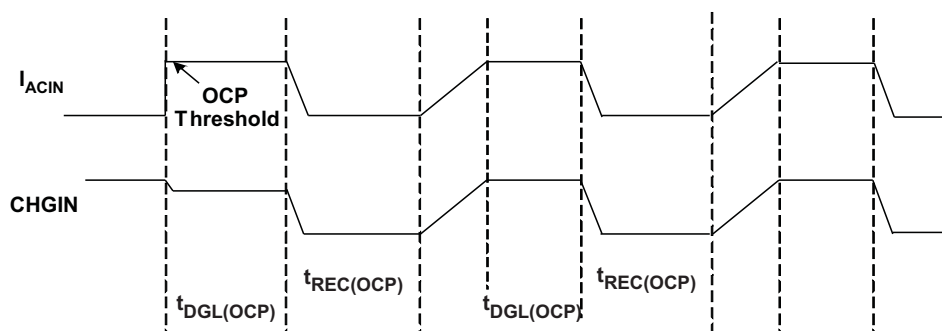 I_ACIN
OCP
Threshold
CHGIN
t_REC(OCP)
t_REC(OCP)
t_DGL(OCP)
t_DGL(OCP)